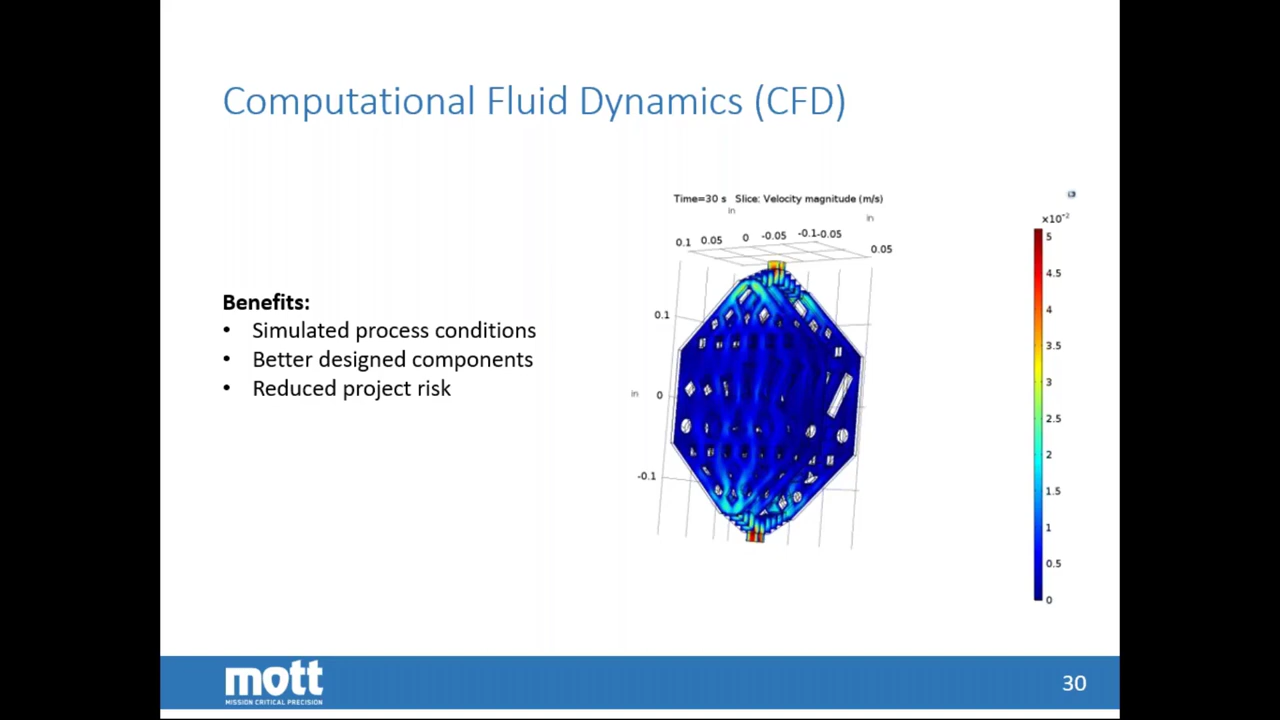 Computational Fluid Dynamics (CFD)
Time=30 s Slice: Velocity magnitude (m/s)
in
in
0.1 0.05 0 -0.05 -0.1-0.05
0.05
×10⁻²
5
4.5
4
3.5
3
2.5
2
1.5
1
0.5
0
0.1
in 0
-0.1
Benefits:
• Simulated process conditions
• Better designed components
• Reduced project risk
mott
MISSION CRITICAL PRECISION
30